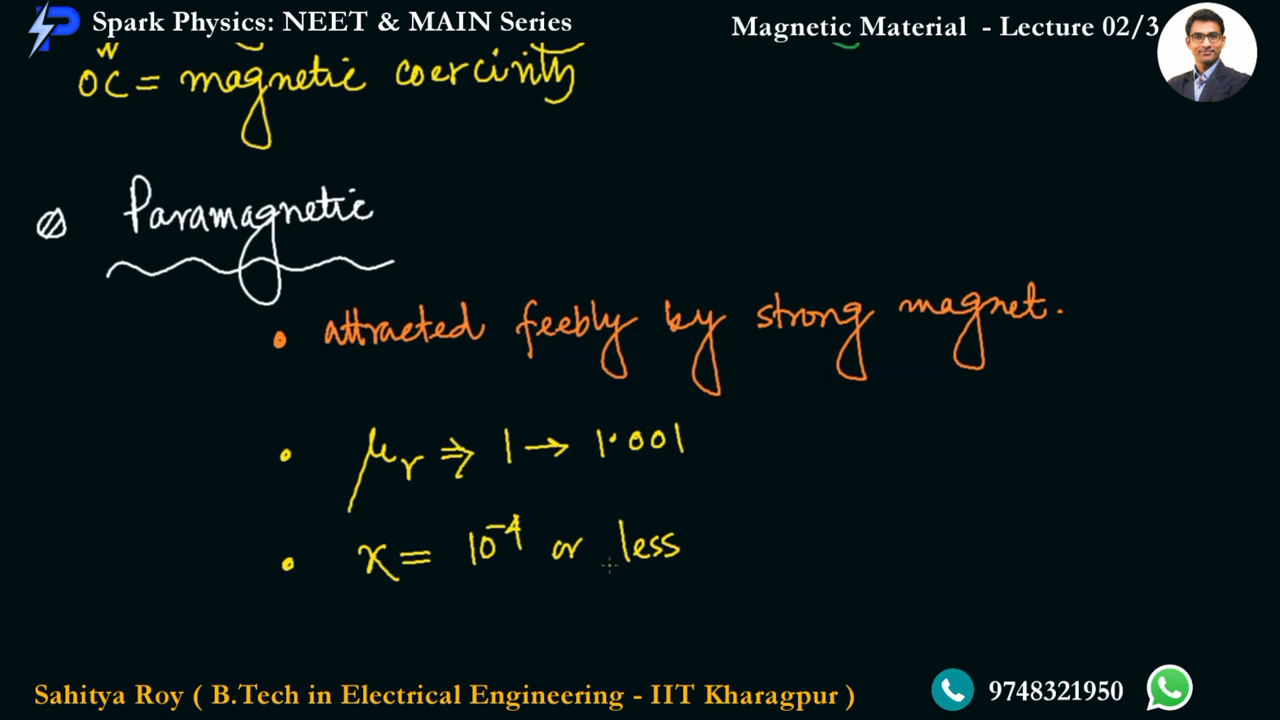 Spark Physics: NEET & MAIN Series
Magnetic Material - Lecture 02/3
OC = magnetic coercivity
Paramagnetic
• attracted feebly by strong magnet.
• μr ⇒ 1 → 1.001
• χ = 10⁻⁴ or less
Sahitya Roy ( B.Tech in Electrical Engineering - IIT Kharagpur )
9748321950